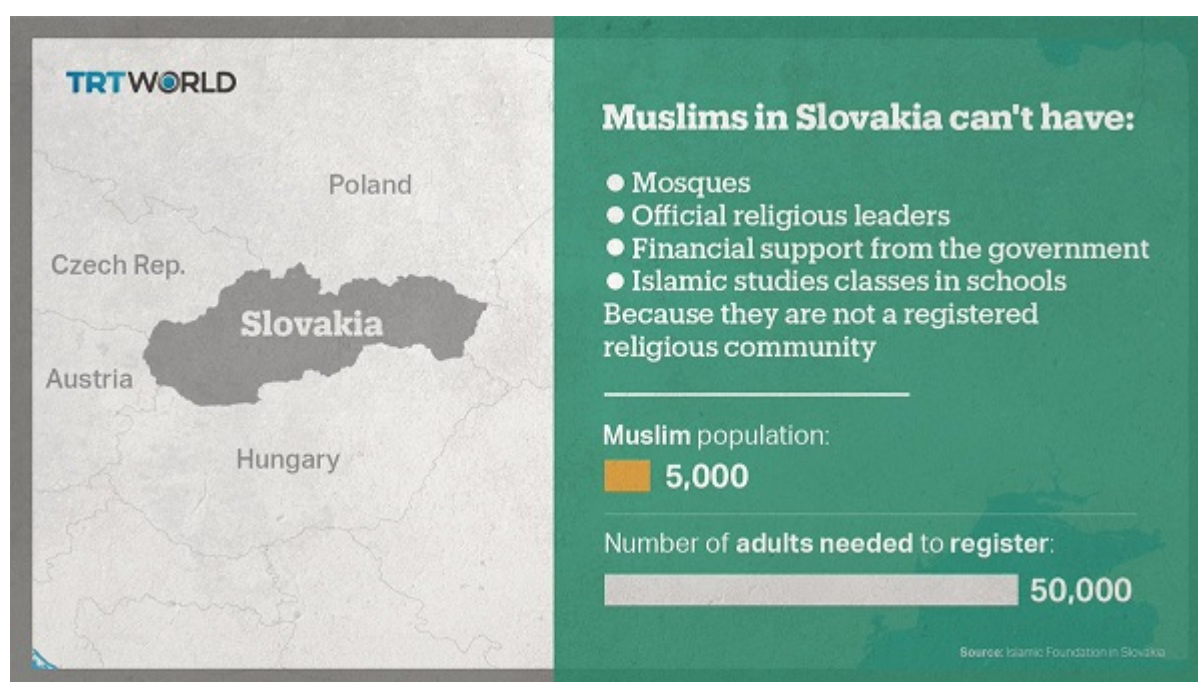 TRTWORLD
Poland
Czech Rep.
Slovakia
Austria
Hungary
Muslims in Slovakia can't have:
● Mosques
● Official religious leaders
● Financial support from the government
● Islamic studies classes in schools
Because they are not a registered
religious community
Muslim population:
5,000
Number of adults needed to register:
50,000
Source: Islamic Foundation in Slovakia